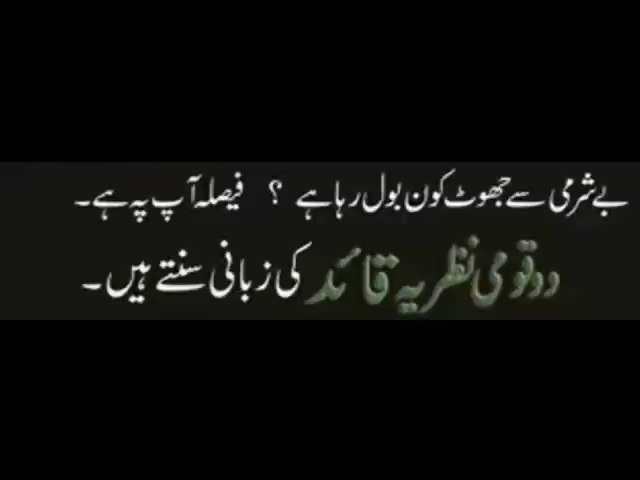 بے شرمی سے جھوٹ کون بول رہا ہے ؟ فیصلہ آپ پہ ہے۔
دو قومی نظریہ قائد کی زبانی سنتے ہیں۔